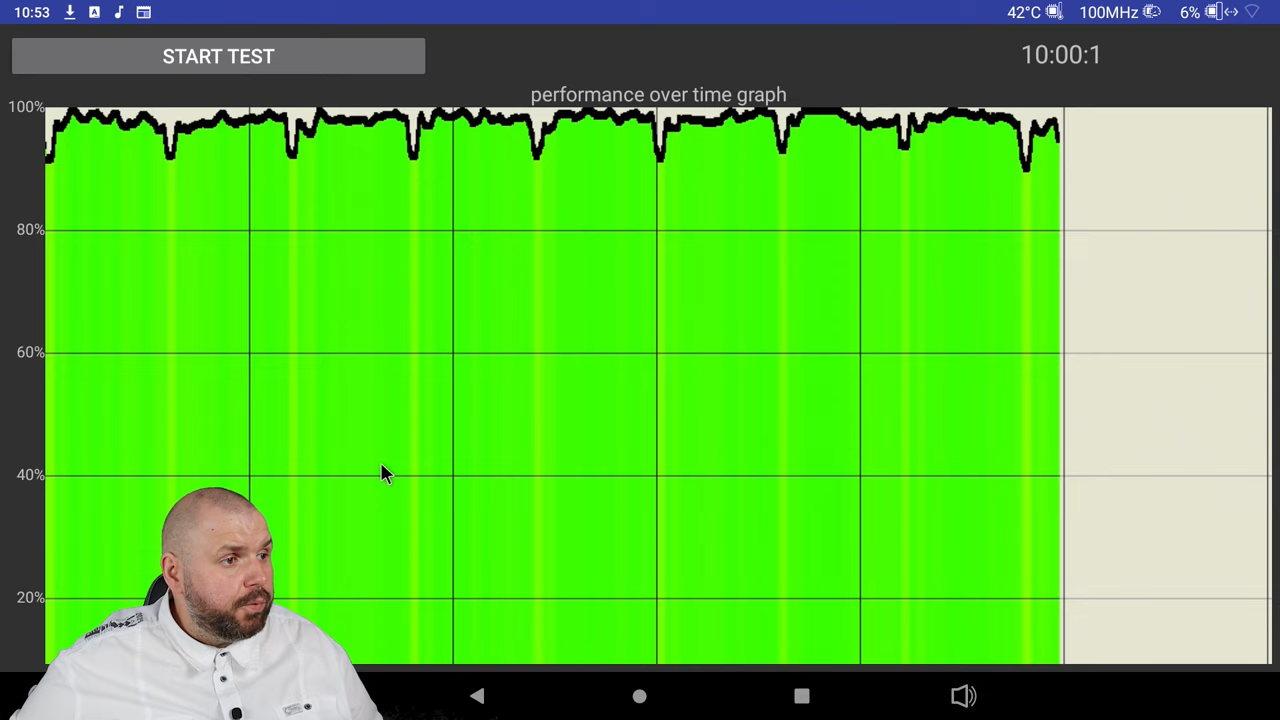 10:53
42°C
100MHz
6%
START TEST
10:00:1
performance over time graph
100%
80%
60%
40%
20%